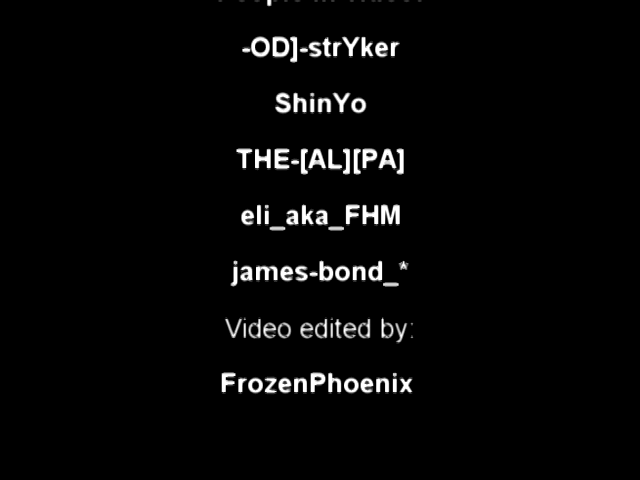 -OD]-strYker
ShinYo
THE-[AL][PA]
eli_aka_FHM
james-bond_*
Video edited by:
FrozenPhoenix